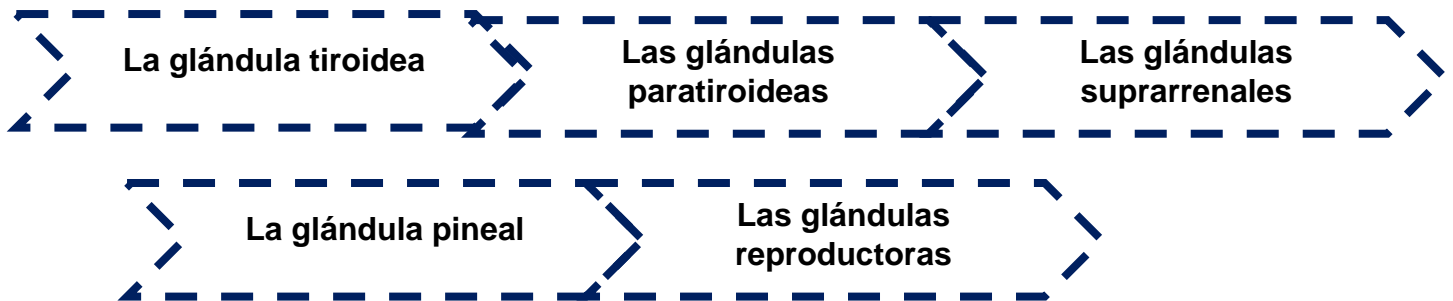 La glándula tiroidea
Las glándulas
paratiroideas
Las glándulas
suprarrenales
La glándula pineal
Las glándulas
reproductoras